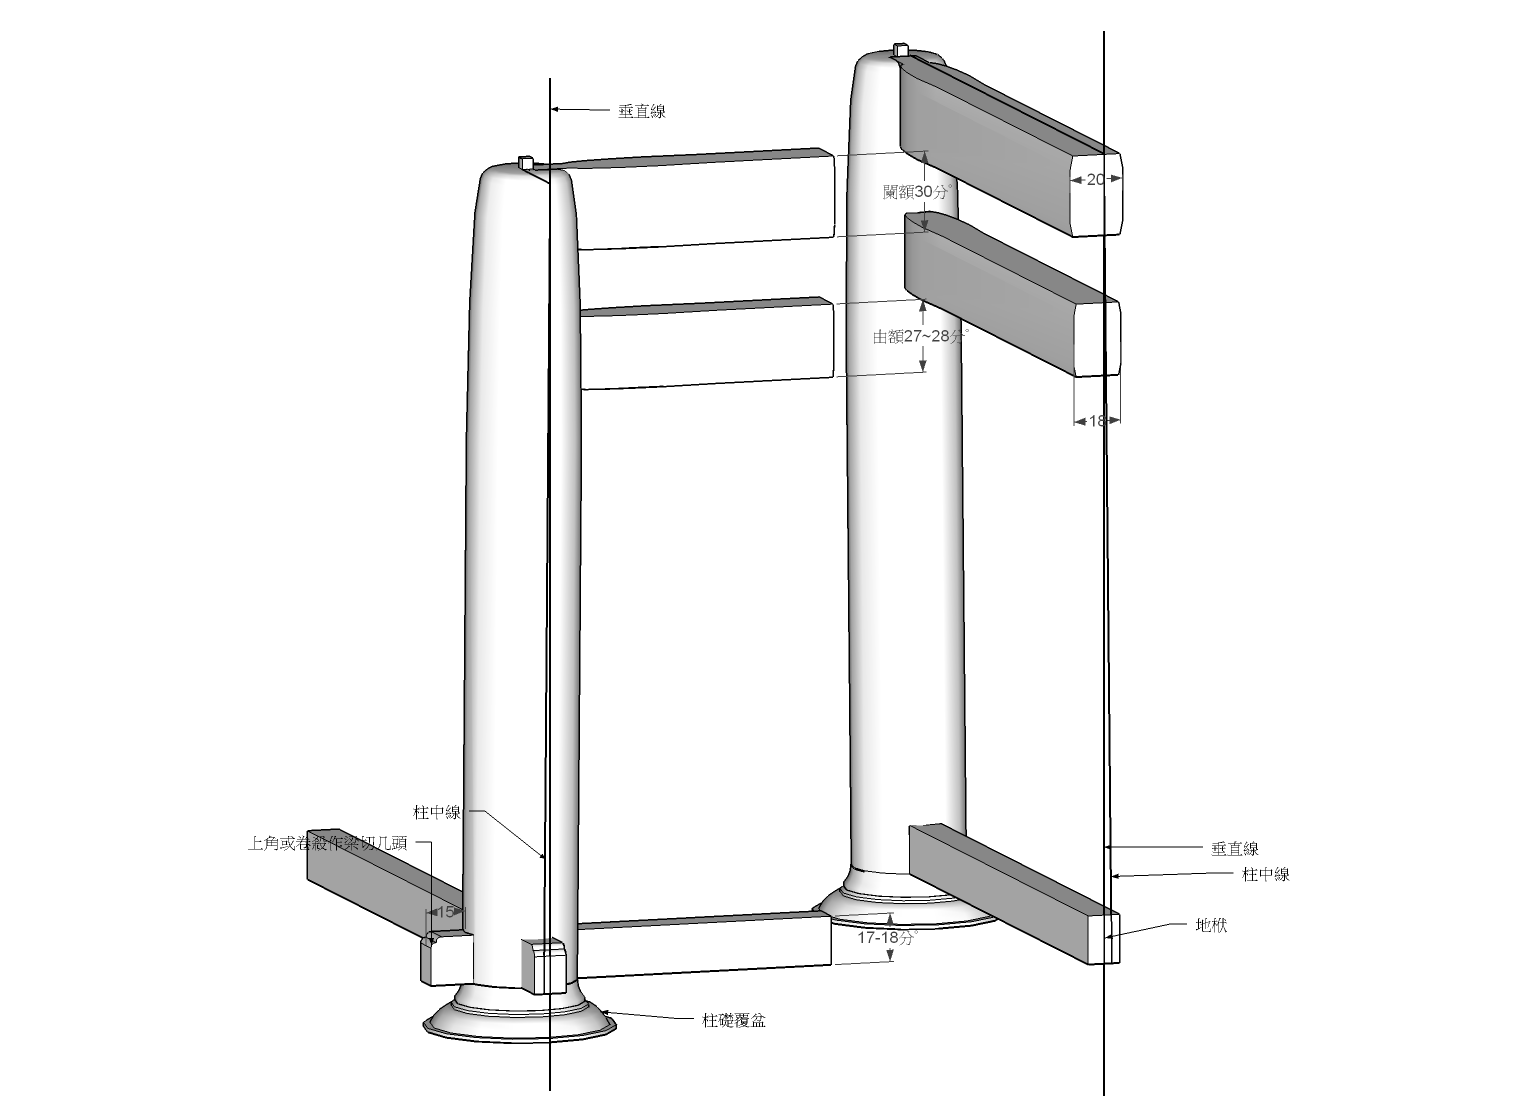 垂直線
20
闌額30分°
由額27~28分°
18
柱中線
上角或卷殺作梁切几頭
垂直線
柱中線
15
地栿
17-18分°
柱礎覆盆